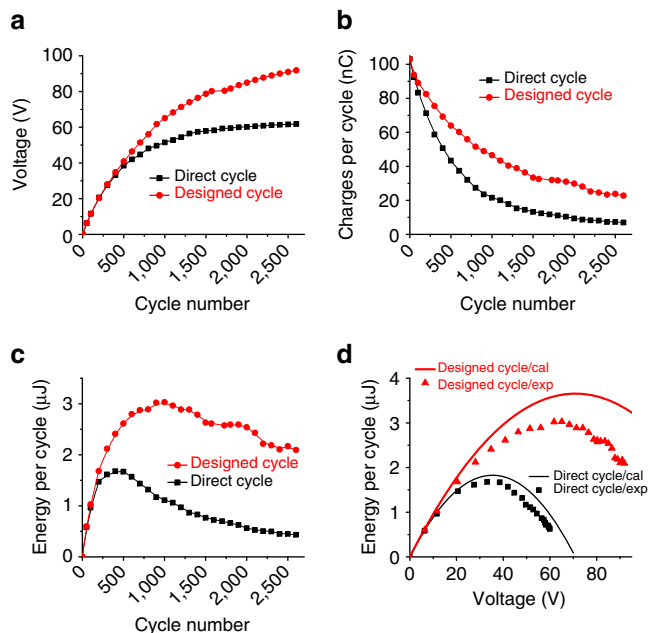 a
100
80
60
40
20
0
Voltage (V)
Direct cycle
Designed cycle
0
500
1,000
1,500
2,000
2,500
Cycle number
b
100
80
60
40
20
0
Charges per cycle (nC)
Direct cycle
Designed cycle
0
500
1,000
1,500
2,000
2,500
Cycle number
c
4
3
2
1
0
Energy per cycle (μJ)
Designed cycle
Direct cycle
0
500
1,000
1,500
2,000
2,500
Cycle number
d
Designed cycle/cal
Designed cycle/exp
4
3
2
1
0
Energy per cycle (μJ)
Direct cycle/cal
Direct cycle/exp
0
20
40
60
80
Voltage (V)